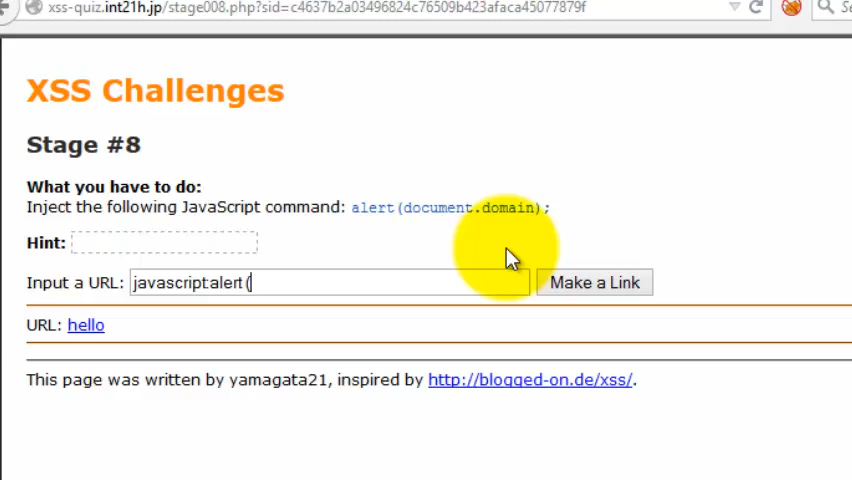 xss-quiz.int21h.jp/stage008.php?sid=c4637b2a03496824c76509b423afaca45077879f
XSS Challenges
Stage #8
What you have to do:
Inject the following JavaScript command: alert(document.domain);
Hint:
Input a URL: javascript:alert( Make a Link
URL: hello
This page was written by yamagata21, inspired by http://blogged-on.de/xss/.